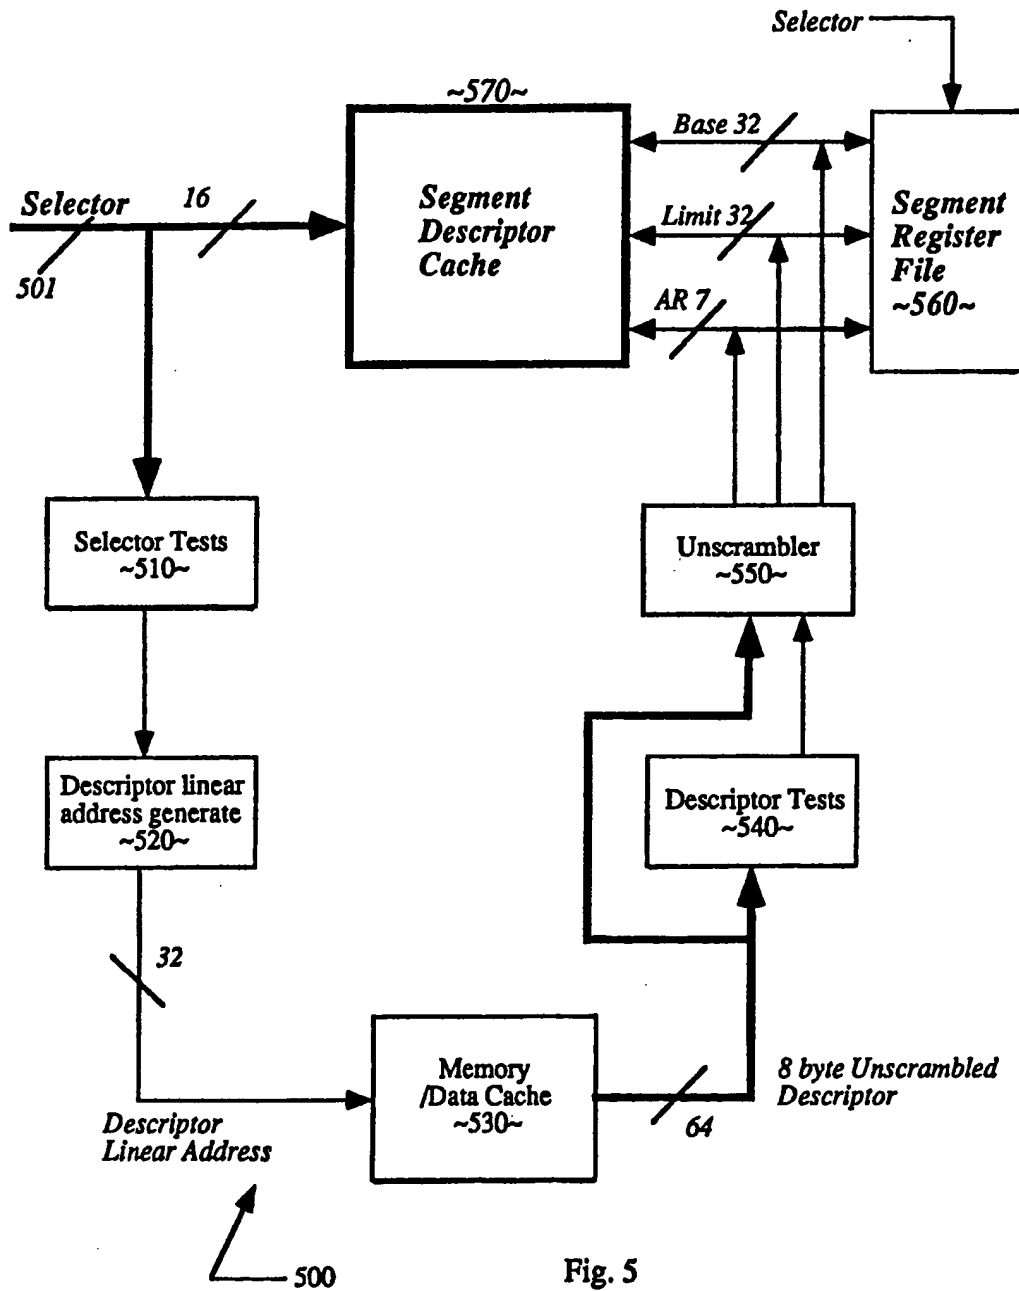 Selector
~570~
Base 32
Segment
Descriptor
Cache
Selector
16
501
Limit 32
AR 7
Segment
Register
File
~560~
Selector Tests
~510~
Unscrambler
~550~
Descriptor linear
address generate
~520~
Descriptor Tests
~540~
32
Memory
/Data Cache
~530~
64
8 byte Unscrambled
Descriptor
Descriptor
Linear Address
500
Fig. 5